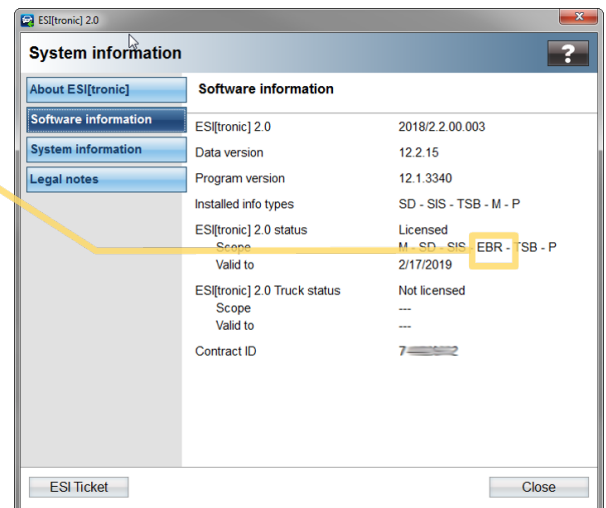 ESI[tronic] 2.0
System information
?
About ESI[tronic]
Software information
System information
Legal notes
Software information
ESI[tronic] 2.0 2018/2.2.00.003
Data version 12.2.15
Program version 12.1.3340
Installed info types SD - SIS - TSB - M - P
ESI[tronic] 2.0 status Licensed
Scope M - SD - SIS - EBR - TSB - P
Valid to 2/17/2019
ESI[tronic] 2.0 Truck status Not licensed
Scope ---
Valid to ---
Contract ID
ESI Ticket Close